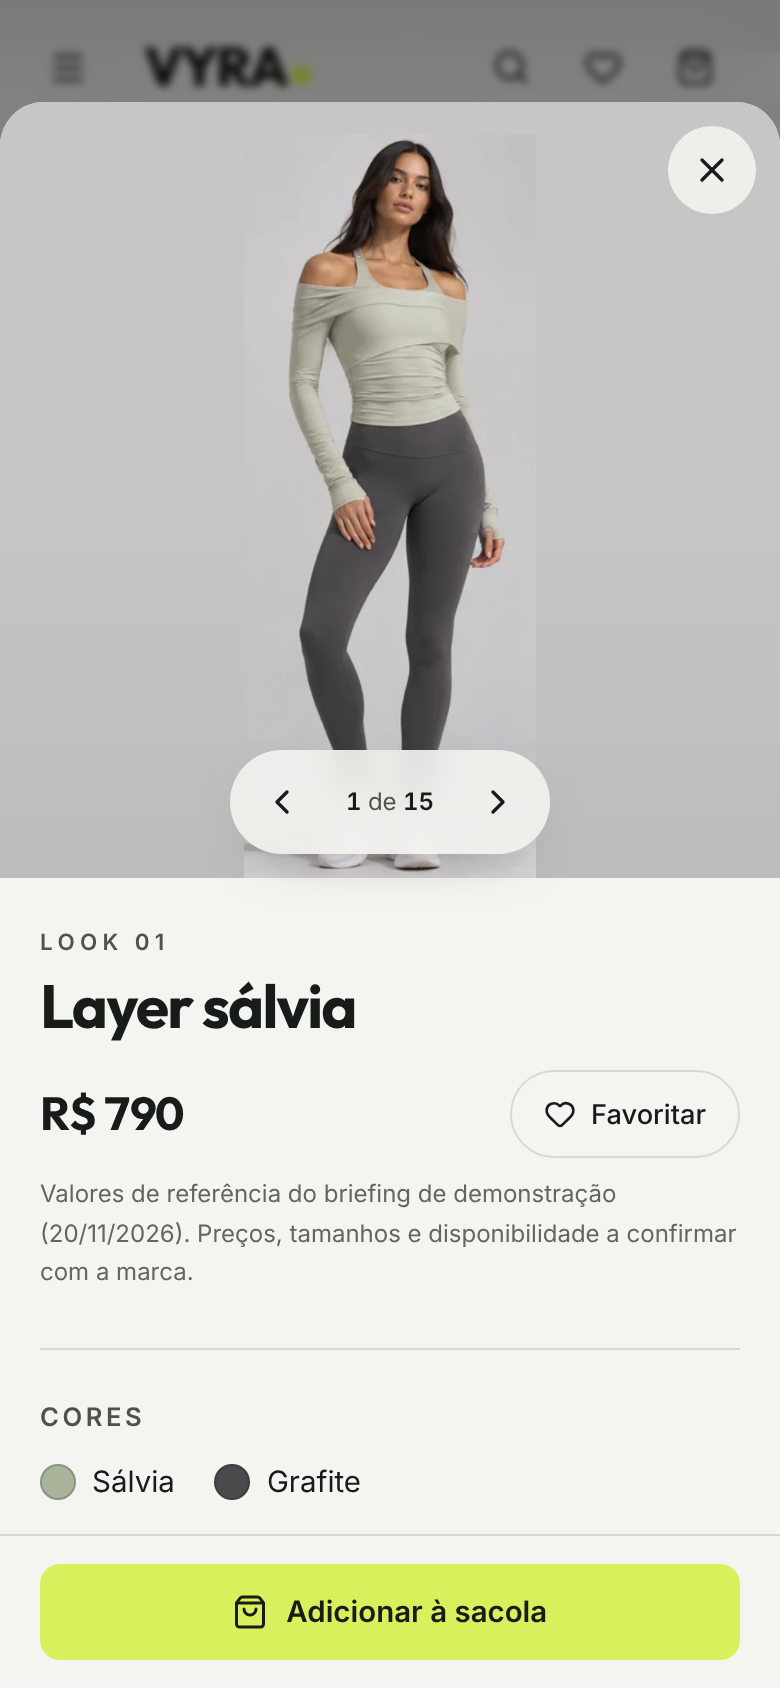 VYRA.
1 de 15
LOOK 01
Layer sálvia
R$ 790
Favoritar
Valores de referência do briefing de demonstração
(20/11/2026). Preços, tamanhos e disponibilidade a confirmar
com a marca.
CORES
Sálvia
Grafite
Adicionar à sacola